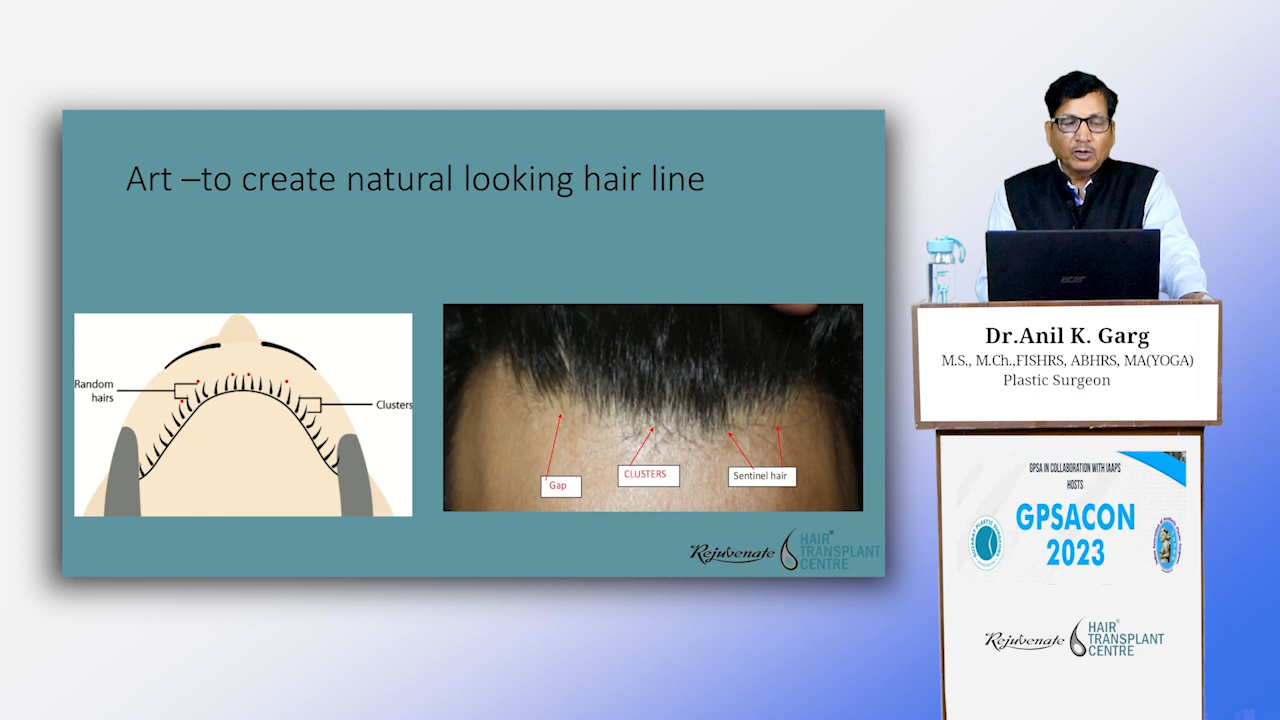 Art –to create natural looking hair line
Random
hairs
Clusters
Gap
CLUSTERS
Sentinel hair
Rejuvenate
HAIR
TRANSPLANT
CENTRE
acer
Dr.Anil K. Garg
M.S., M.Ch.,FISHRS, ABHRS, MA(YOGA)
Plastic Surgeon
GPSA IN COLLABORATION WITH IAAPS
HOSTS
GPSACON
2023
Rejuvenate
HAIR
TRANSPLANT
CENTRE